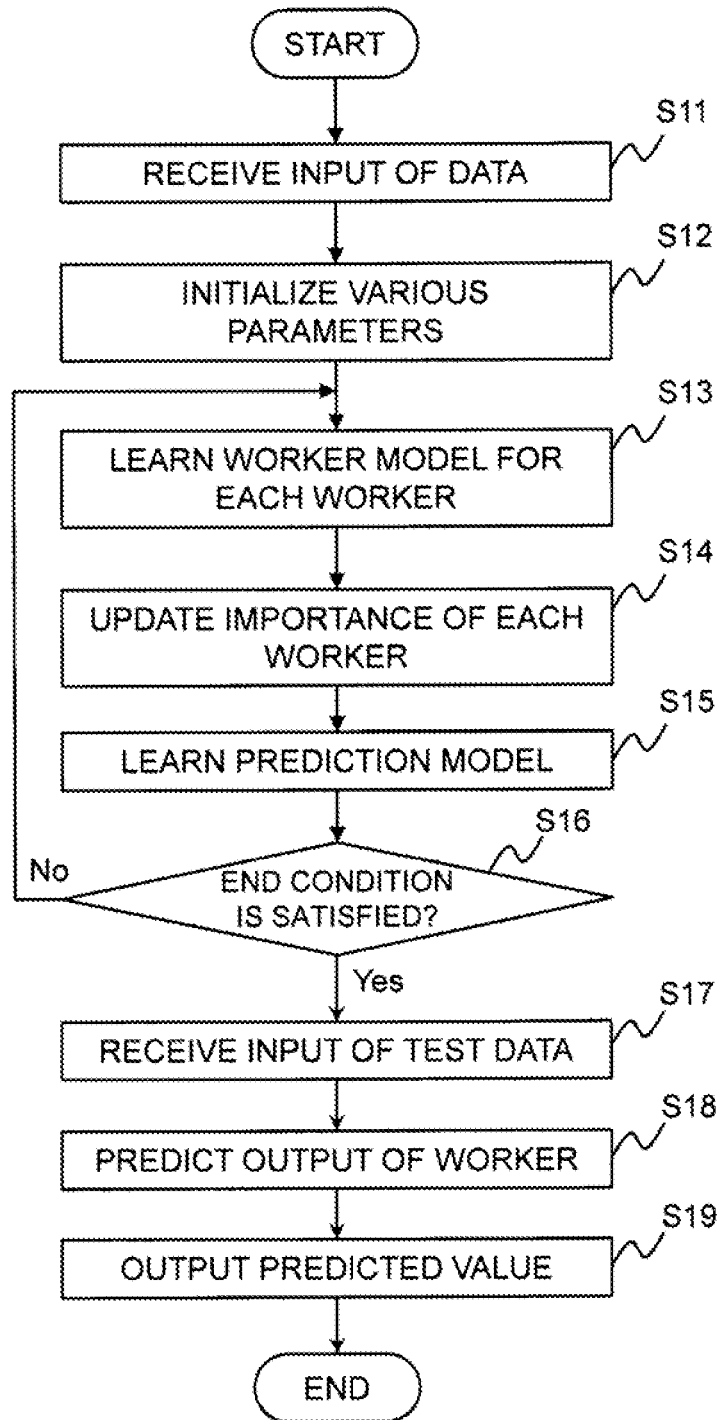 START
S11
RECEIVE INPUT OF DATA
S12
INITIALIZE VARIOUS
PARAMETERS
S13
LEARN WORKER MODEL FOR
EACH WORKER
S14
UPDATE IMPORTANCE OF EACH
WORKER
S15
LEARN PREDICTION MODEL
S16
No
END CONDITION
IS SATISFIED?
Yes
S17
RECEIVE INPUT OF TEST DATA
S18
PREDICT OUTPUT OF WORKER
S19
OUTPUT PREDICTED VALUE
END